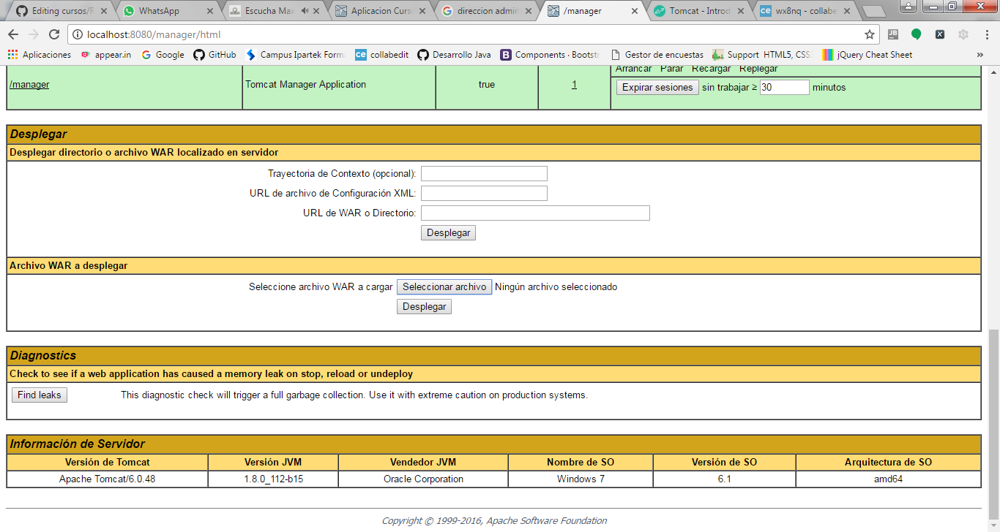 Editing cursos/R
WhatsApp
Escucha Max
Aplicacion Curs
direccion admin
/manager
Tomcat - Introd
wx8nq - collabe
localhost:8080/manager/html
Aplicaciones
appear.in
Google
GitHub
Campus Ipartek Form
ce collabedit
Desarrollo Java
B Components · Bootst
Gestor de encuestas
Support HTML5, CSS
jQuery Cheat Sheet
»
Arrancar Parar Recargar Replegar
/manager
Tomcat Manager Application
true
1
Expirar sesiones sin trabajar ≥ 30 minutos
Desplegar
Desplegar directorio o archivo WAR localizado en servidor
Trayectoria de Contexto (opcional):
URL de archivo de Configuración XML:
URL de WAR o Directorio:
Desplegar
Archivo WAR a desplegar
Seleccione archivo WAR a cargar Seleccionar archivo Ningún archivo seleccionado
Desplegar
Diagnostics
Check to see if a web application has caused a memory leak on stop, reload or undeploy
Find leaks This diagnostic check will trigger a full garbage collection. Use it with extreme caution on production systems.
Información de Servidor
Versión de Tomcat Versión JVM Vendedor JVM Nombre de SO Versión de SO Arquitectura de SO
Apache Tomcat/6.0.48 1.8.0_112-b15 Oracle Corporation Windows 7 6.1 amd64
Copyright © 1999-2016, Apache Software Foundation